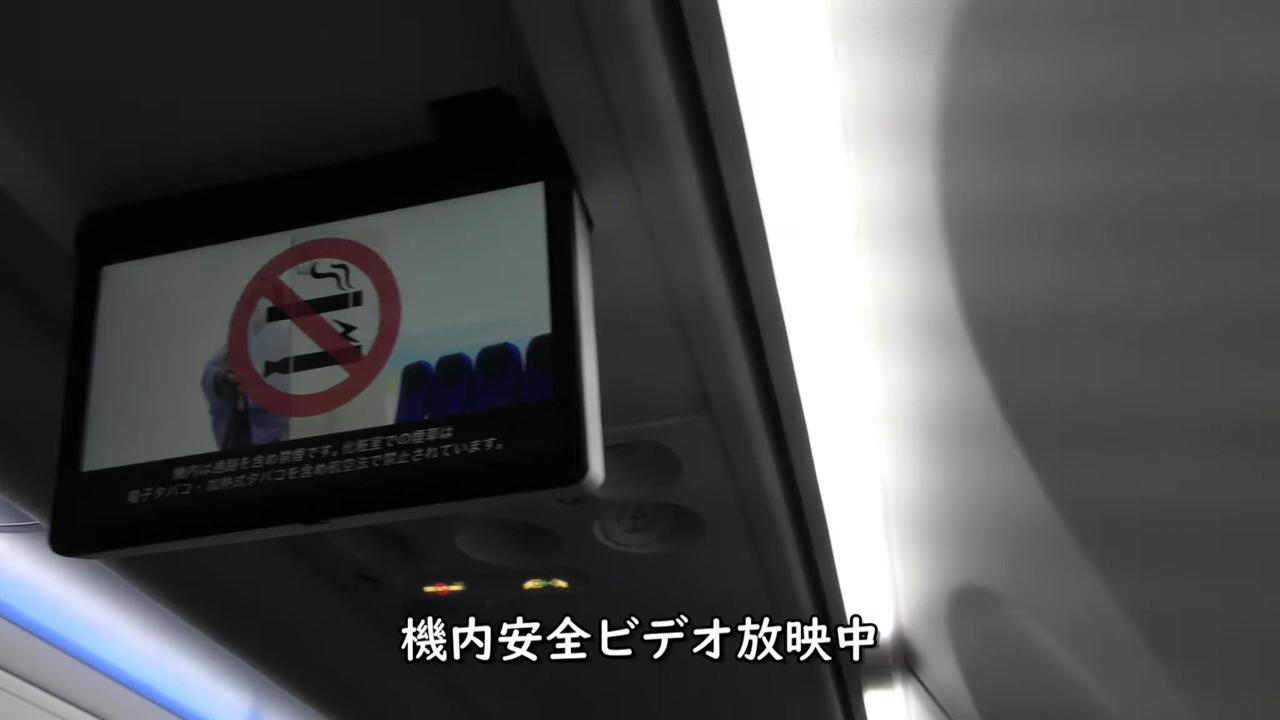 機内は通路を含め禁煙です。化粧室での喫煙は
電子タバコ・加熱式タバコを含め航空法で禁止されています。
機内安全ビデオ放映中